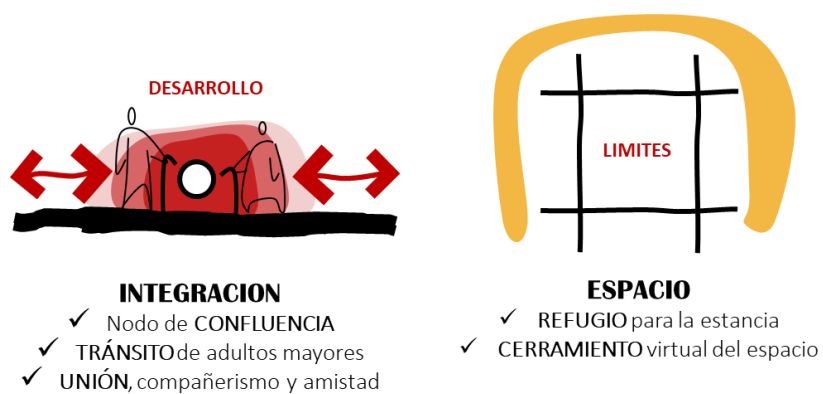 DESARROLLO
INTEGRACION
✓ Nodo de CONFLUENCIA
✓ TRÁNSITO de adultos mayores
✓ UNIÓN, compañerismo y amistad
LIMITES
ESPACIO
✓ REFUGIO para la estancia
✓ CERRAMIENTO virtual del espacio